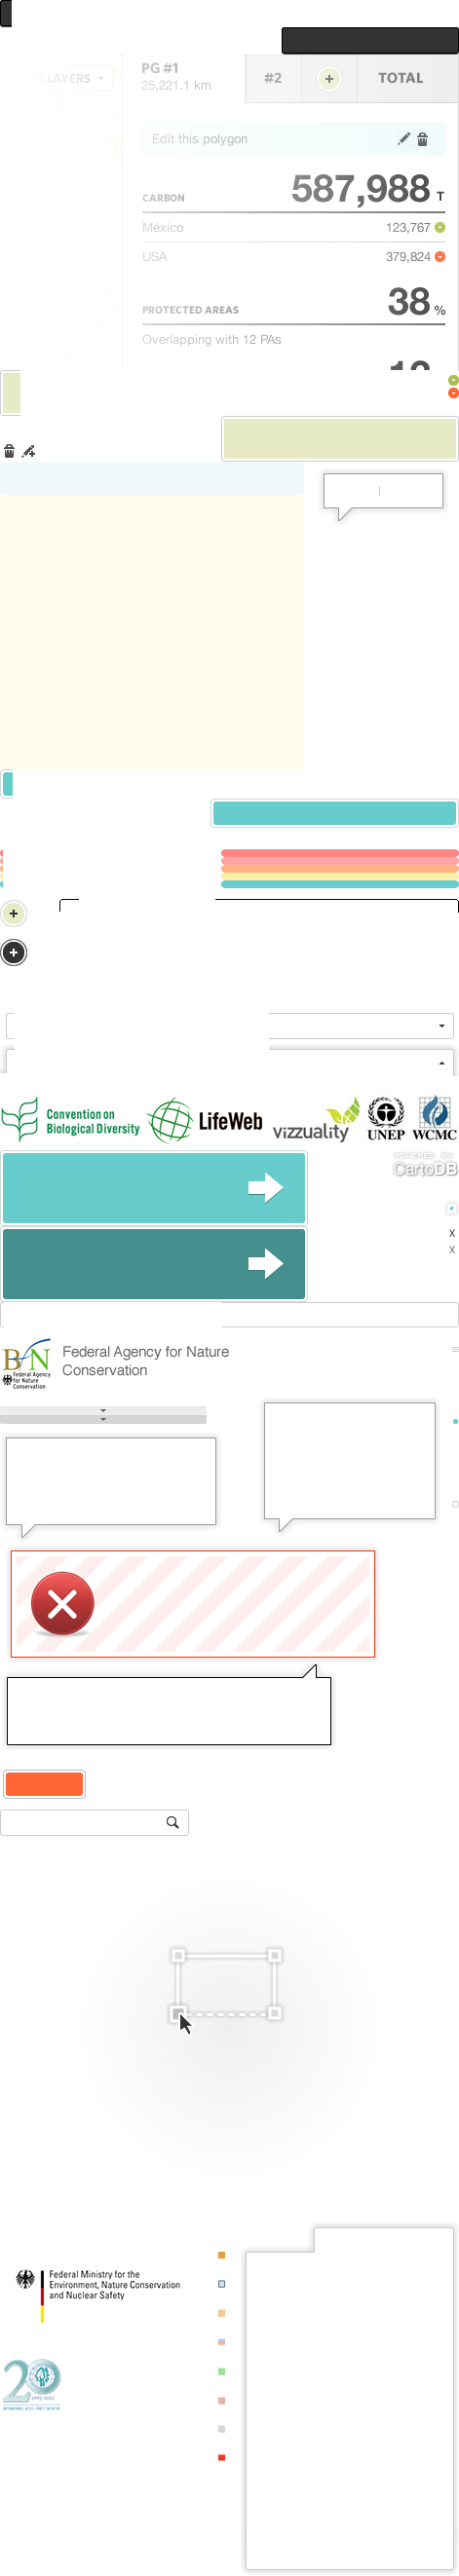 3 LAYERS
PG #1
25,221.1 km
#2
TOTAL
Edit this polygon
CARBON
587,988 T
México
123,767
USA
379,824
PROTECTED AREAS
38 %
Overlapping with 12 PAs
Convention on
Biological Diversity
LifeWeb
vizzuality
UNEP
WCMC
POWERED BY
CartoDB
X
X
BfN
Federal Agency
for Nature
Conservation
Federal Agency for Nature
Conservation
Federal Ministry for the
Environment, Nature Conservation
and Nuclear Safety
20
1992-2012